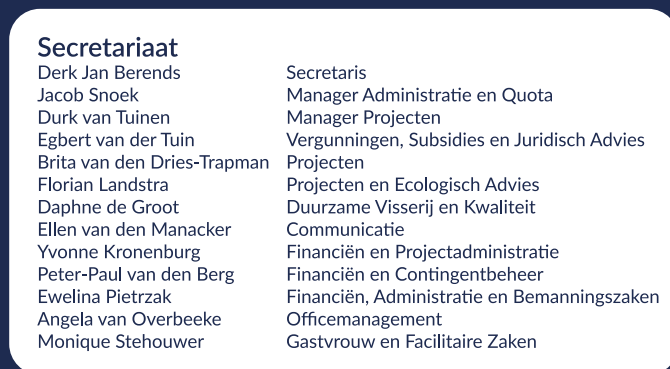 Secretariaat
Derk Jan Berends Secretaris
Jacob Snoek Manager Administratie en Quota
Durk van Tuinen Manager Projecten
Egbert van der Tuin Vergunningen, Subsidies en Juridisch Advies
Brita van den Dries-Trapman Projecten
Florian Landstra Projecten en Ecologisch Advies
Daphne de Groot Duurzame Visserij en Kwaliteit
Ellen van den Manacker Communicatie
Yvonne Kronenburg Financiën en Projectadministratie
Peter-Paul van den Berg Financiën en Contingentbeheer
Ewelina Pietrzak Financiën, Administratie en Bemanningszaken
Angela van Overbeeke Officemanagement
Monique Stehouwer Gastvrouw en Facilitaire Zaken